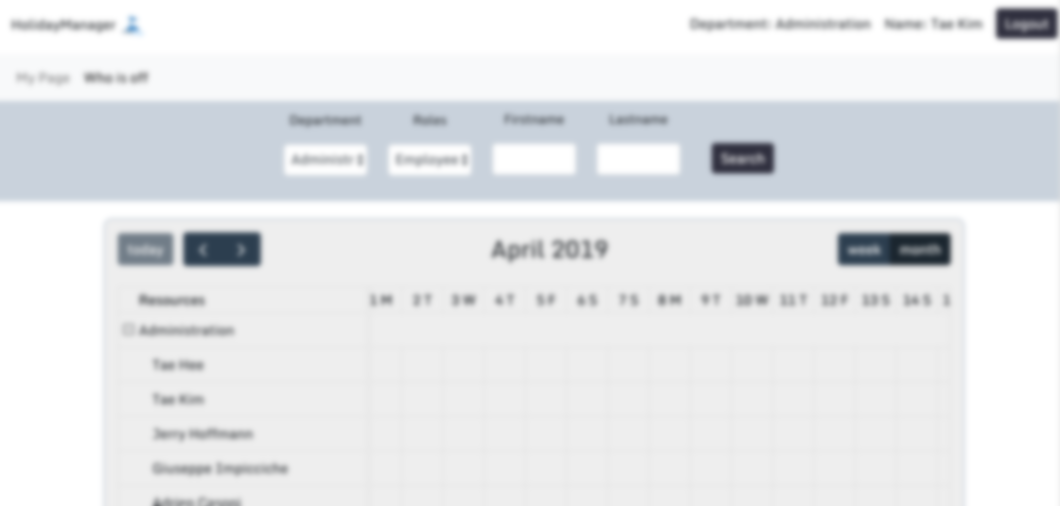 HolidayManager Department: Administration Name: Tae Kim Logout
My Page Who is off
Department Roles Firstname Lastname
Administr Employee Search
today April 2019 week month
Resources 1 M 2 T 3 W 4 T 5 F 6 S 7 S 8 M 9 T 10 W 11 T 12 F 13 S 14 S 1
Administration
Tae Hee
Tae Kim
Jerry Hoffmann
Giuseppe